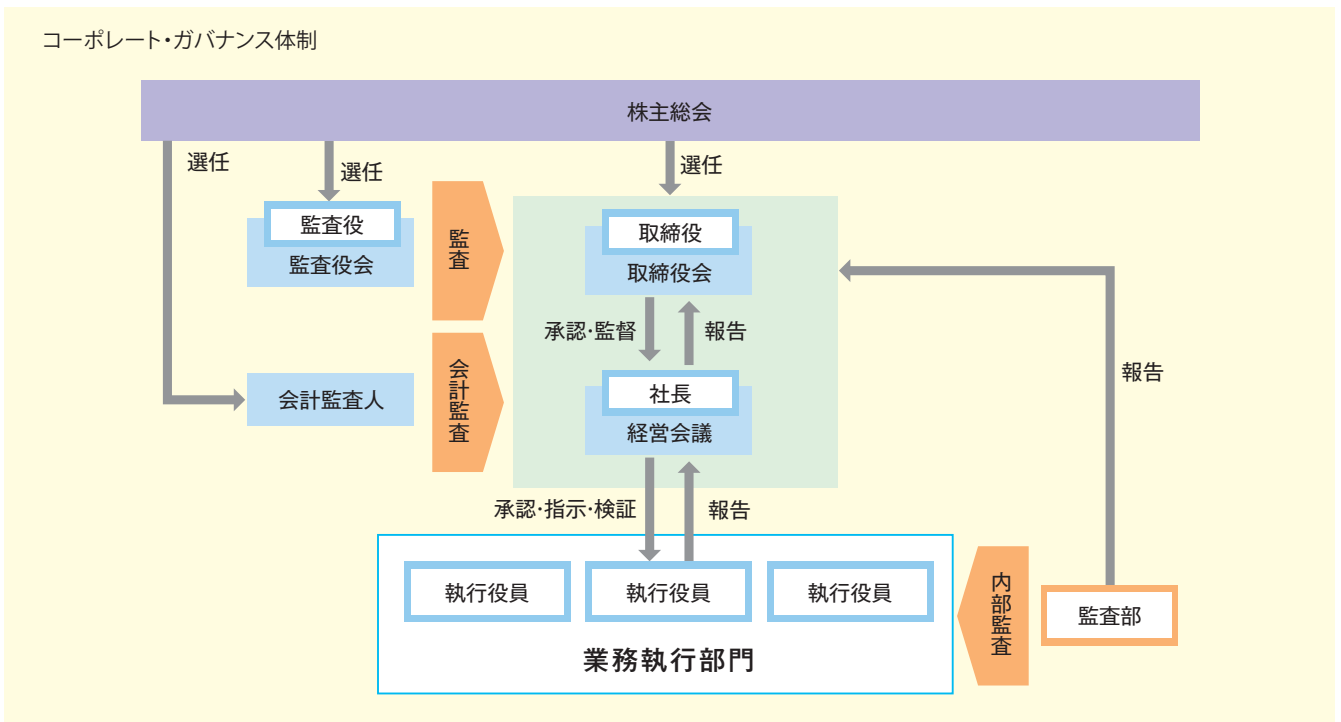 コーポレート・ガバナンス体制
株主総会
選任
選任
選任
監査役
監査役会
監査
取締役
取締役会
承認・監督
報告
会計監査人
会計監査
社長
経営会議
報告
承認・指示・検証
報告
執行役員
執行役員
執行役員
業務執行部門
内部監査
監査部